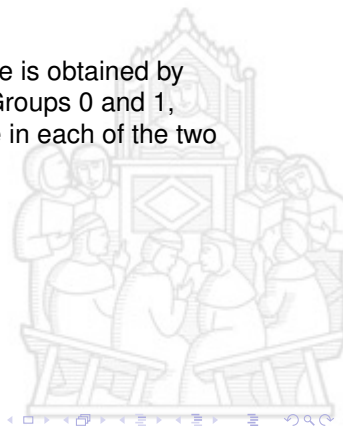 e is obtained by
Groups 0 and 1,
e in each of the two